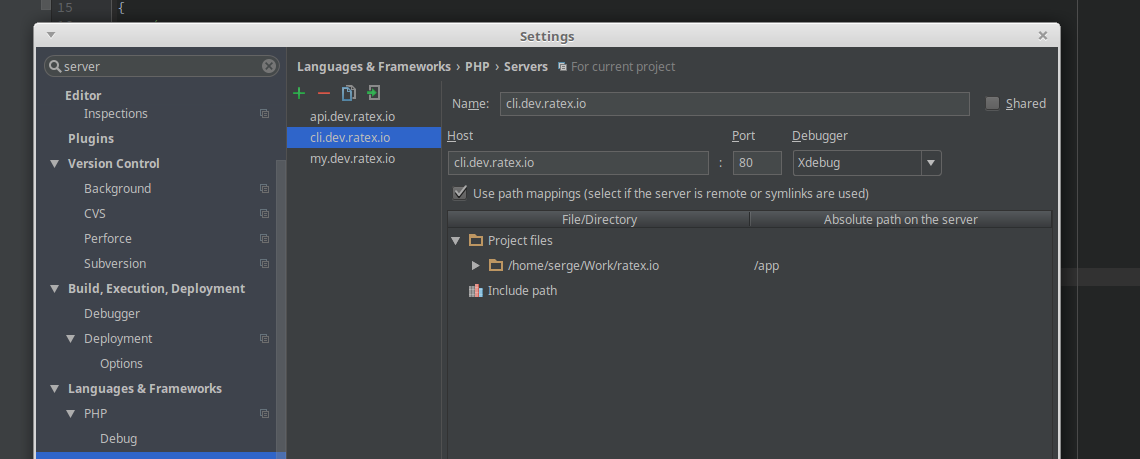 15
{
Settings
server
Languages & Frameworks › PHP › Servers For current project
Editor
Inspections
Plugins
Version Control
Background
CVS
Perforce
Subversion
Build, Execution, Deployment
Debugger
Deployment
Options
Languages & Frameworks
PHP
Debug
api.dev.ratex.io
cli.dev.ratex.io
my.dev.ratex.io
Name: cli.dev.ratex.io Shared
Host Port Debugger
cli.dev.ratex.io : 80 Xdebug
Use path mappings (select if the server is remote or symlinks are used)
File/Directory Absolute path on the server
Project files
/home/serge/Work/ratex.io /app
Include path